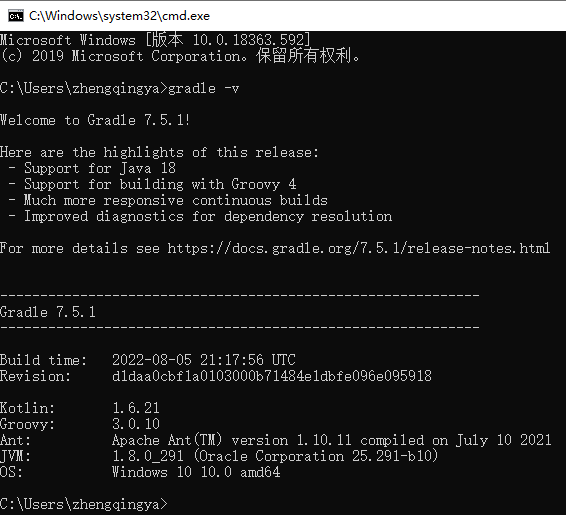 C:\Windows\system32\cmd.exe
Microsoft Windows [版本 10.0.18363.592]
(c) 2019 Microsoft Corporation。保留所有权利。
C:\Users\zhengqingya>gradle -v
Welcome to Gradle 7.5.1!
Here are the highlights of this release:
- Support for Java 18
- Support for building with Groovy 4
- Much more responsive continuous builds
- Improved diagnostics for dependency resolution
For more details see https://docs.gradle.org/7.5.1/release-notes.html
------------------------------------------------------------
Gradle 7.5.1
------------------------------------------------------------
Build time:   2022-08-05 21:17:56 UTC
Revision:     d1daa0cbf1a0103000b71484e1dbfe096e095918
Kotlin:       1.6.21
Groovy:       3.0.10
Ant:          Apache Ant(TM) version 1.10.11 compiled on July 10 2021
JVM:          1.8.0_291 (Oracle Corporation 25.291-b10)
OS:           Windows 10 10.0 amd64
C:\Users\zhengqingya>